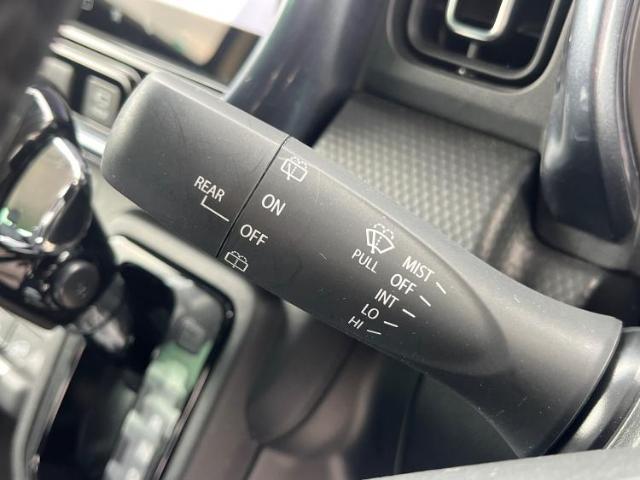 REAR
ON
OFF
PULL
MIST
OFF
INT
LO
HI